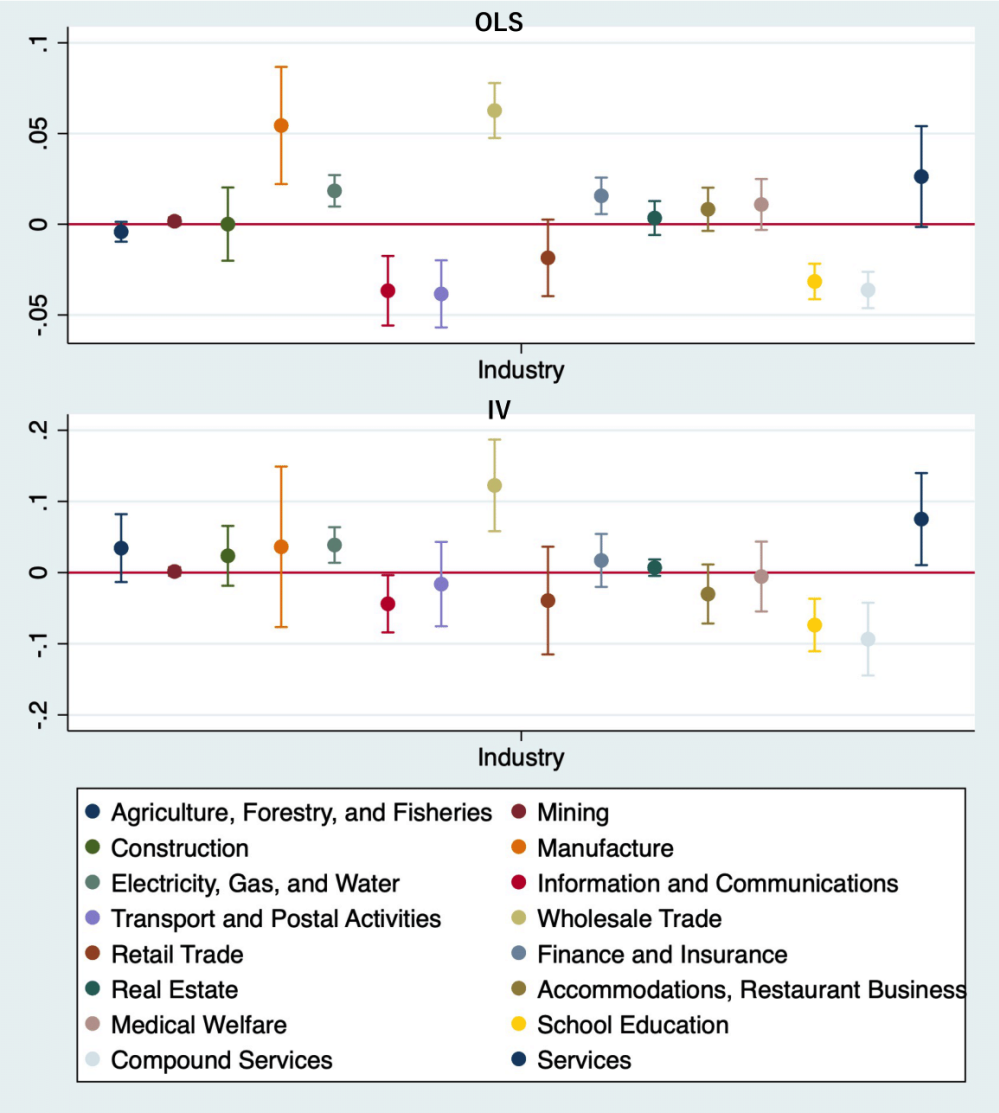 OLS
.1
.05
0
-.05
Industry
IV
.2
.1
0
-.1
-.2
Industry
Agriculture, Forestry, and Fisheries
Mining
Construction
Manufacture
Electricity, Gas, and Water
Information and Communications
Transport and Postal Activities
Wholesale Trade
Retail Trade
Finance and Insurance
Real Estate
Accommodations, Restaurant Business
Medical Welfare
School Education
Compound Services
Services